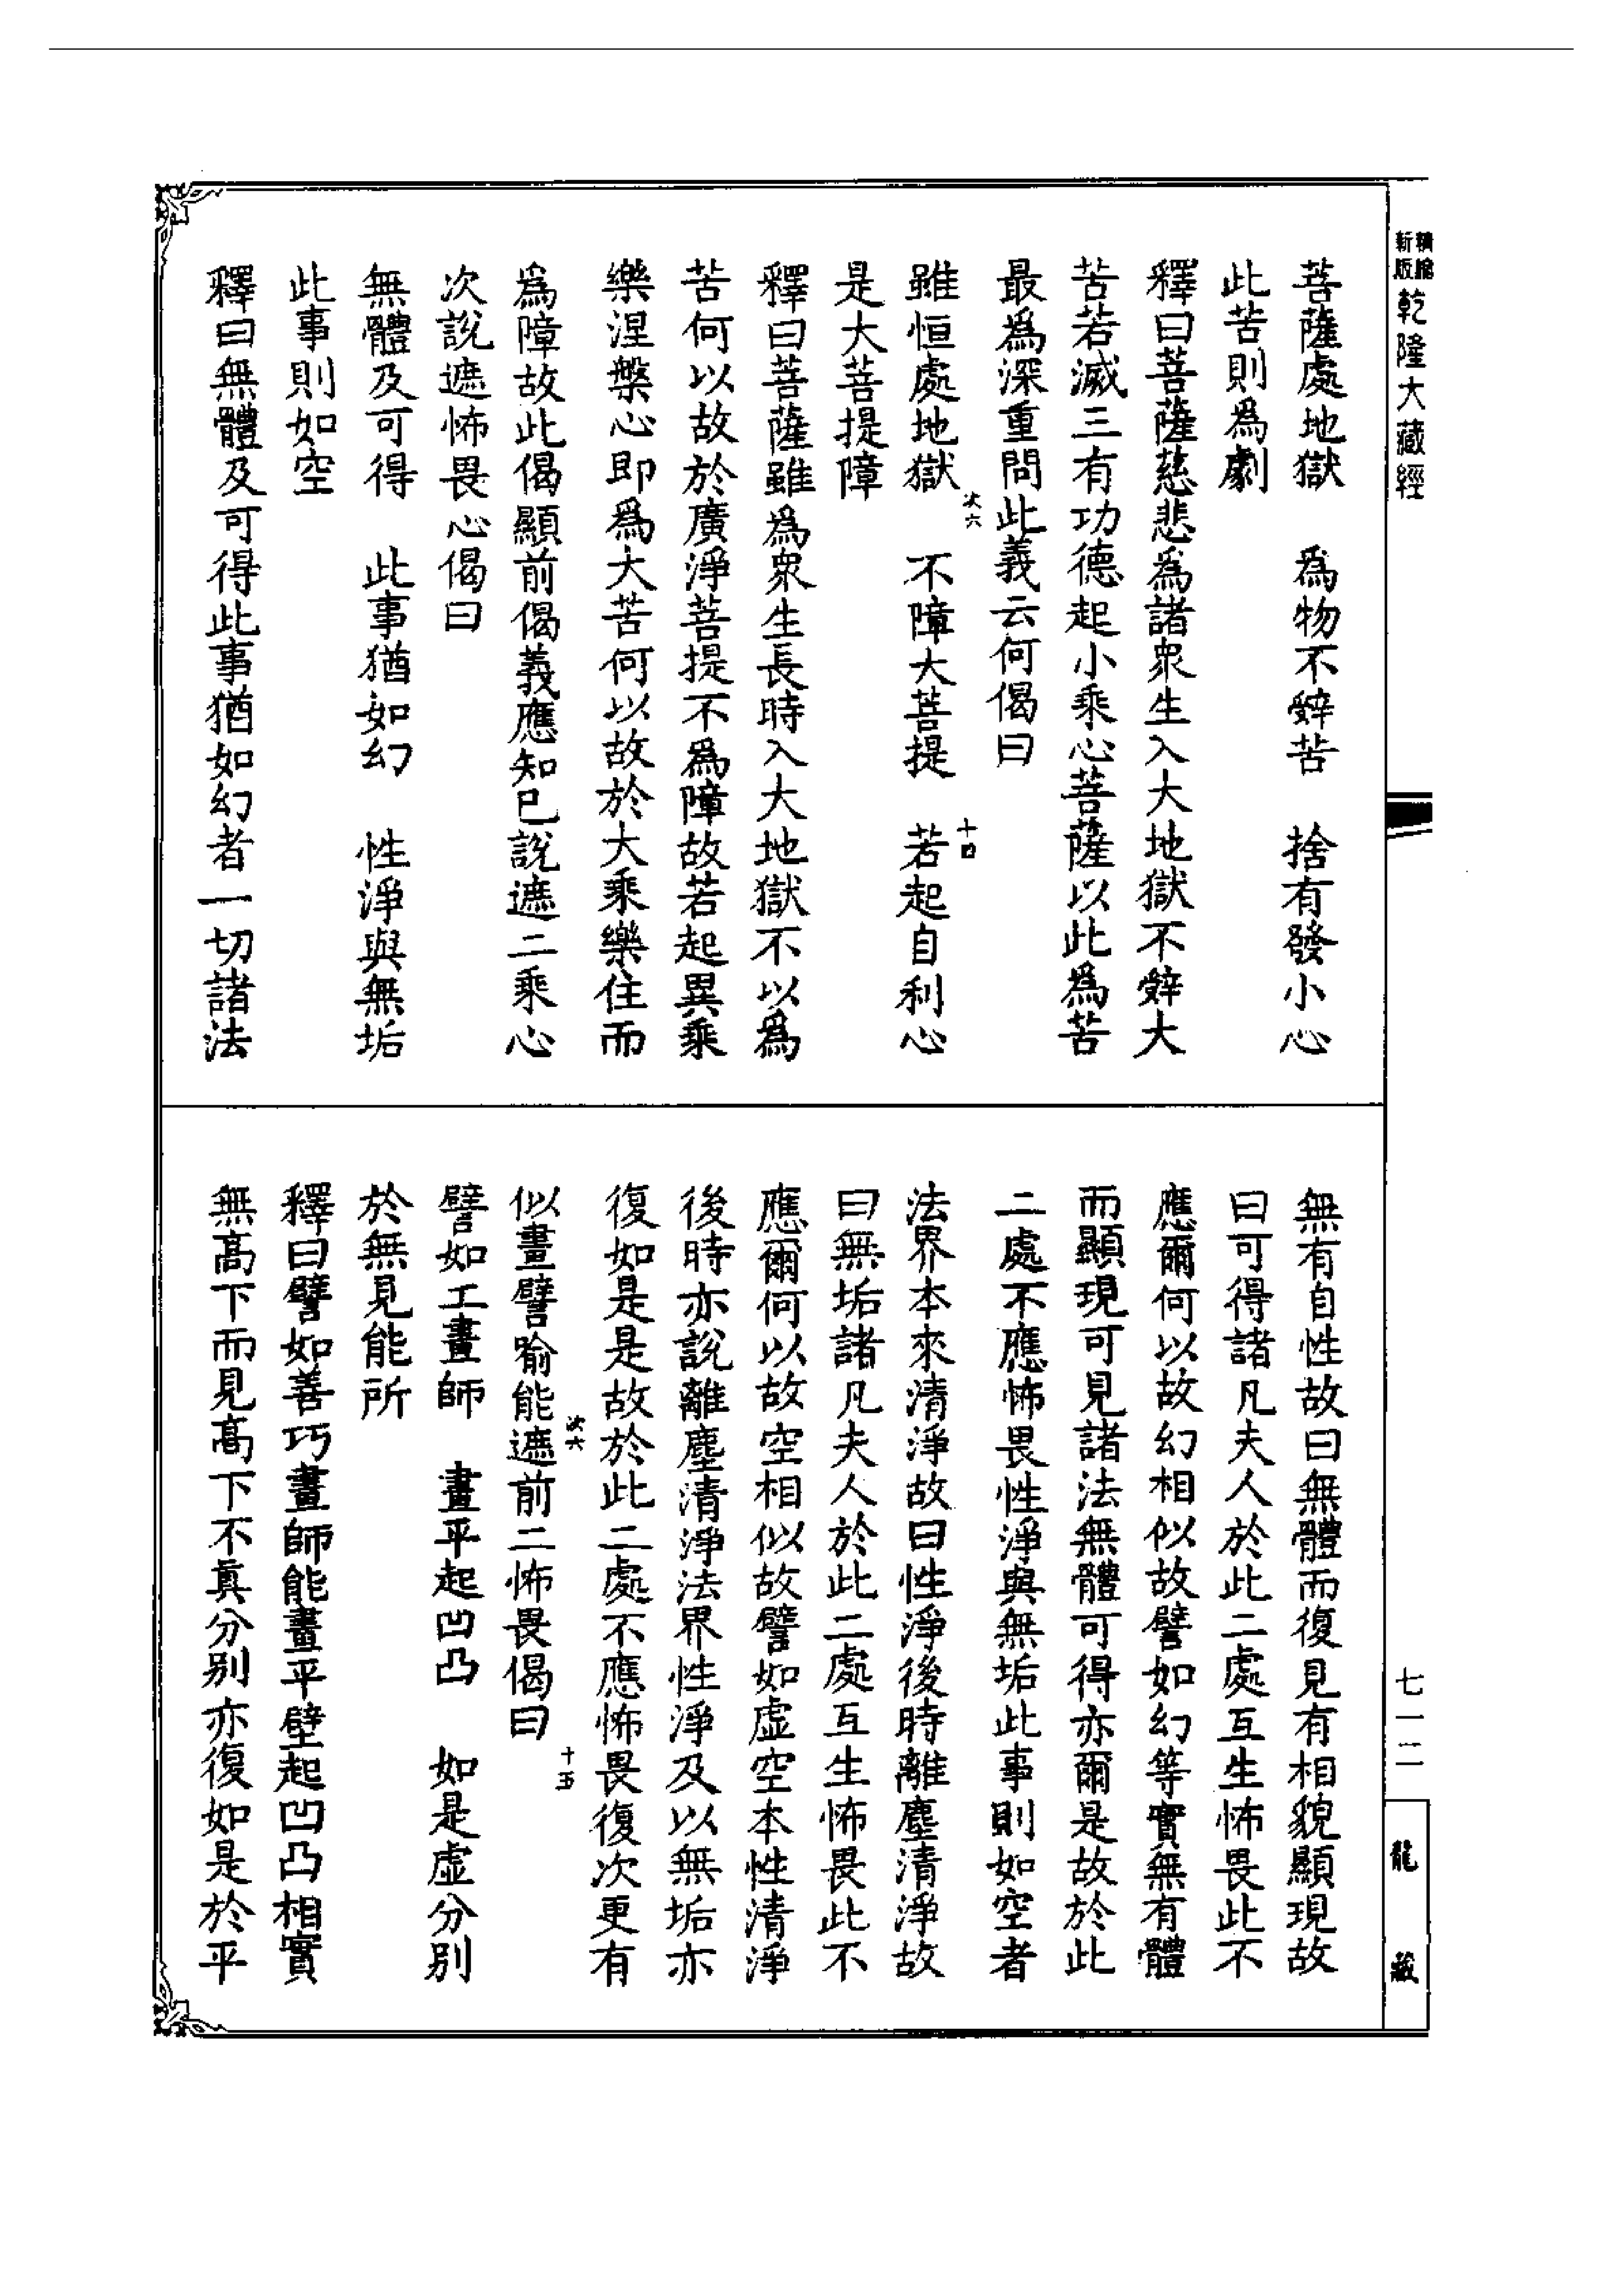 新版精縮乾隆大藏經
菩薩處地獄　為物不辤苦　捨有發小心
此苦則為劇
釋曰菩薩慈悲為諸衆生入大地獄不辤大
苦若滅三有功德起小乘心菩薩以此為苦
最為深重問此義云何偈曰
雖恒處地獄　不障大菩提　若起自利心
是大菩提障
釋曰菩薩雖為衆生長時入大地獄不以為
苦何以故於廣淨菩提不為障故若起異乘
樂涅槃心即為大苦何以故於大乘樂住而
為障故此偈顯前偈義應知已說遮二乘心
次說遮怖畏心偈曰
無體及可得　此事猶如幻　性淨與無垢
此事則如空
釋曰無體及可得此事猶如幻者一切諸法
無有自性故曰無體而復見有相貌顯現故
曰可得諸凡夫人於此二處互生怖畏此不
應爾何以故幻相似故譬如幻等實無有體
而顯現可見諸法無體可得亦爾是故於此
二處不應怖畏性淨與無垢此事則如空者
法界本來清淨故曰性淨後時離塵清淨故
曰無垢諸凡夫人於此二處互生怖畏此不
應爾何以故空相似故譬如虛空本性清淨
後時亦說離塵清淨法界性淨及以無垢亦
復如是是故於此二處不應怖畏復次更有
似畫譬喻能遮前二怖畏偈曰
譬如工畫師　畫平起凹凸　如是虛分別
於無見能所
釋曰譬如善巧畫師能畫平壁起凹凸相實
無高下而見高下不真分別亦復如是於平
七一二
龍藏
十四
十五